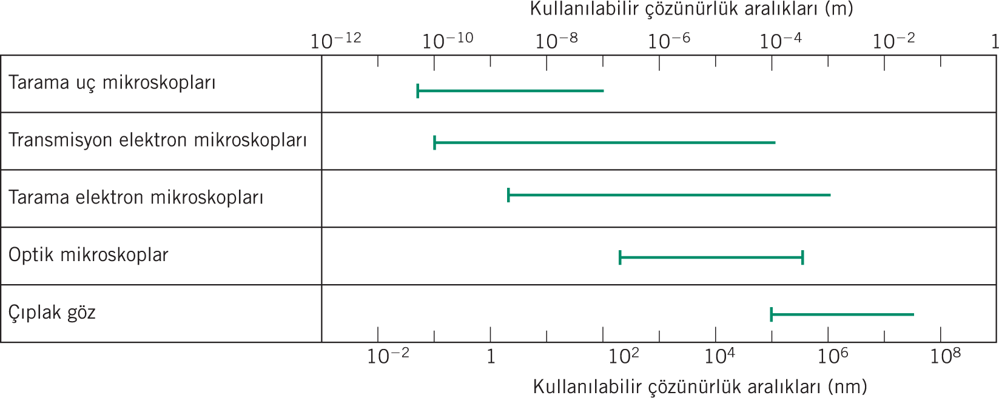 Kullanılabilir çözünürlük aralıkları (m)
10⁻¹² 10⁻¹⁰ 10⁻⁸ 10⁻⁶ 10⁻⁴ 10⁻² 1
Tarama uç mikroskopları
Transmisyon elektron mikroskopları
Tarama elektron mikroskopları
Optik mikroskoplar
Çıplak göz
10⁻² 1 10² 10⁴ 10⁶ 10⁸
Kullanılabilir çözünürlük aralıkları (nm)